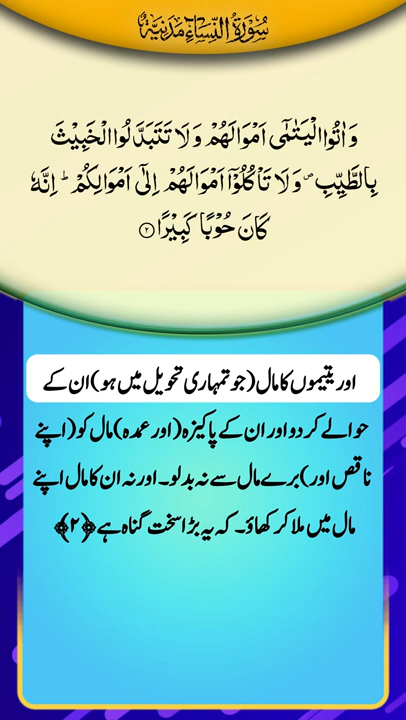 سُوْرَةُ النِّسَآءِ مَدَنِيَّةٌ
وَ اٰتُوا الْيَتٰمٰٓى اَمْوَالَهُمْ وَ لَا تَتَبَدَّلُوا الْخَبِيْثَ
بِالطَّيِّبِ ۪ وَ لَا تَاْكُلُوْۤا اَمْوَالَهُمْ اِلٰۤى اَمْوَالِكُمْ ؕ اِنَّهٗ
كَانَ حُوْبًا كَبِيْرًا ۝۲
اور یتیموں کا مال (جو تمہاری تحویل میں ہو) ان کے
حوالے کردو اور ان کے پاکیزہ (اور عمدہ) مال کو (اپنے
ناقص اور) برے مال سے نہ بدلو۔ اور نہ ان کا مال اپنے
مال میں ملا کر کھاؤ۔ کہ یہ بڑا سخت گناہ ہے ﴿۲﴾